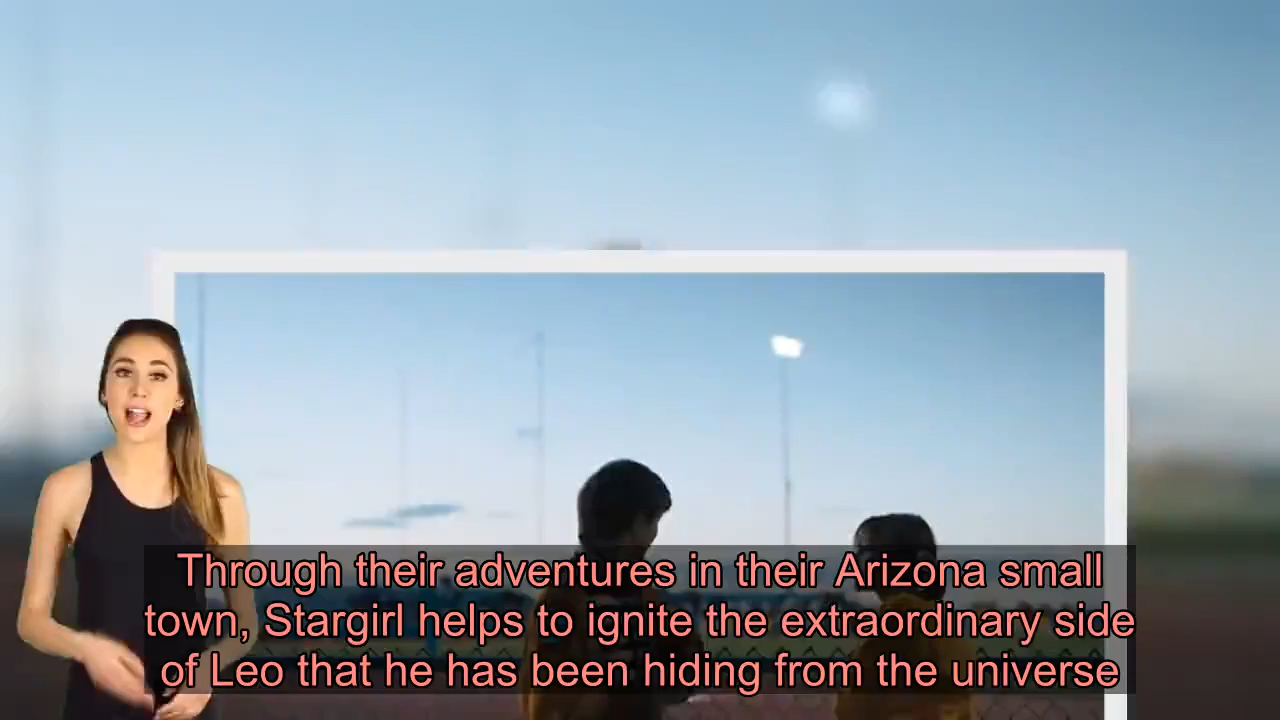 Through their adventures in their Arizona small
town, Stargirl helps to ignite the extraordinary side
of Leo that he has been hiding from the universe